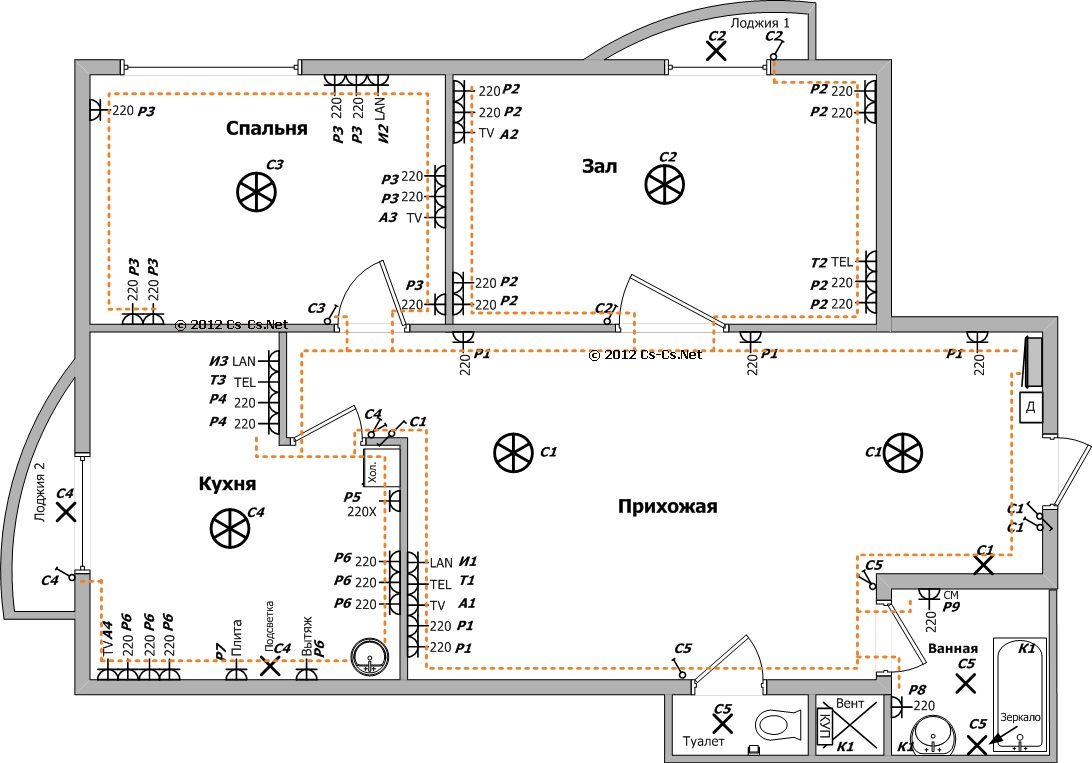 Лоджия 1
С2
С2
220 Р3
Спальня
С3
220 Р3
220 Р3
LAN И2
Р3 220
Р3 220
А3 TV
Р3 220
220 Р3
220 Р3
С3
© 2012 Cs-Cs.Net
220 Р2
220 Р2
TV А2
Зал
С2
Р2 220
Р2 220
Т2 TEL
Р2 220
Р2 220
220 Р2
220 Р2
С2
© 2012 Cs-Cs.Net
Р1
220
Р1
220
Р1
220
Д
И3 LAN
Т3 TEL
Р4 220
Р4 220
С4
С1
С1
С1
Хол.
Лоджия 2
С4
С4
Кухня
С4
Р5
220Х
Р6 220
Р6 220
Р6 220
Прихожая
С1
С1
С1
LAN И1
TEL Т1
TV А1
220 Р1
220 Р1
С5
С5
TV А4
220 Р6
220 Р6
220 Р6
Р7 Плита
Подсветка
С4
Вытяж
Р6
СМ
Р9
220
Ванная
К1
С5
Р8
220
С5
Зеркало
К1
С5
Туалет
Вент
КУП
К1